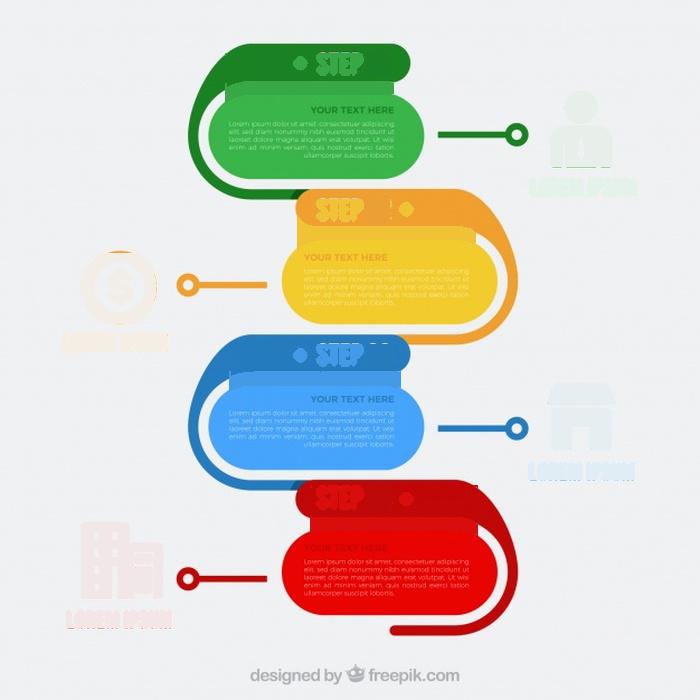 STEP
YOUR TEXT HERE
Lorem ipsum dolor sit amet, consectetuer adipiscing
elit, sed diam nonummy nibh euismod tincidunt ut
laoreet dolore magna aliquam erat volutpat. Ut wisi
enim ad minim veniam, quis nostrud exerci tation
ullamcorper suscipit lobortis.
LOREM IPSUM
STEP
YOUR TEXT HERE
Lorem ipsum dolor sit amet, consectetuer adipiscing
elit, sed diam nonummy nibh euismod tincidunt ut
laoreet dolore magna aliquam erat volutpat. Ut wisi
enim ad minim veniam, quis nostrud exerci tation
ullamcorper suscipit lobortis.
LOREM IPSUM
STEP
YOUR TEXT HERE
Lorem ipsum dolor sit amet, consectetuer adipiscing
elit, sed diam nonummy nibh euismod tincidunt ut
laoreet dolore magna aliquam erat volutpat. Ut wisi
enim ad minim veniam, quis nostrud exerci tation
ullamcorper suscipit lobortis.
LOREM IPSUM
STEP
YOUR TEXT HERE
Lorem ipsum dolor sit amet, consectetuer adipiscing
elit, sed diam nonummy nibh euismod tincidunt ut
laoreet dolore magna aliquam erat volutpat. Ut wisi
enim ad minim veniam, quis nostrud exerci tation
ullamcorper suscipit lobortis.
LOREM IPSUM
designed by freepik.com